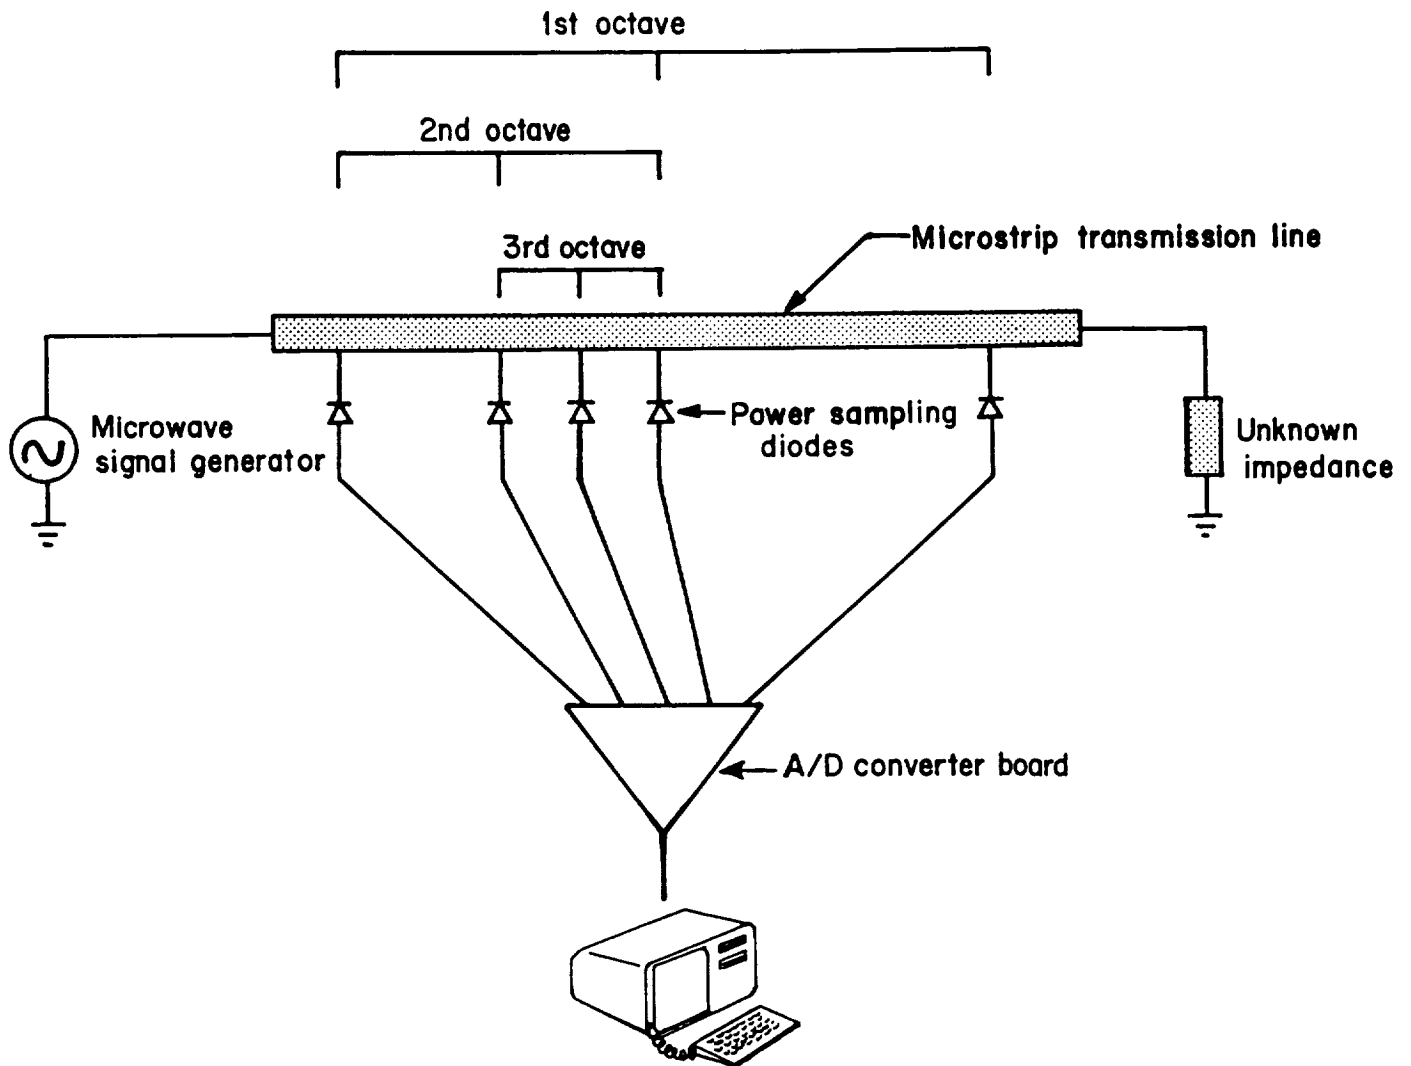 1st octave
2nd octave
3rd octave
Microstrip transmission line
Microwave
signal generator
Power sampling
diodes
Unknown
impedance
A/D converter board